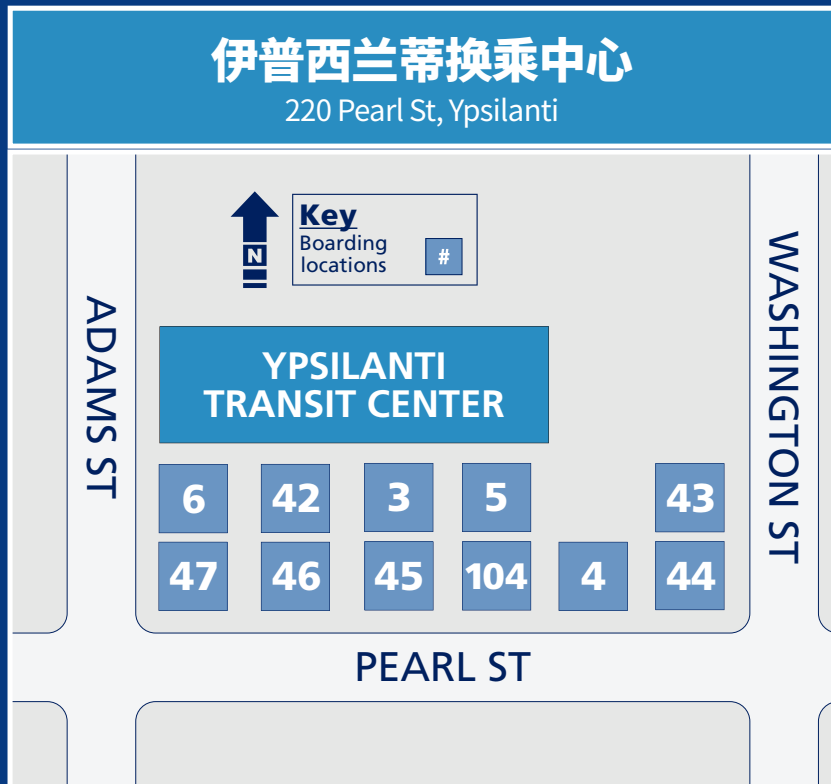 伊普西兰蒂换乘中心
220 Pearl St, Ypsilanti
Key
Boarding
locations
#
N
ADAMS ST
WASHINGTON ST
YPSILANTI
TRANSIT CENTER
6 42 3 5 43
47 46 45 104 4 44
PEARL ST